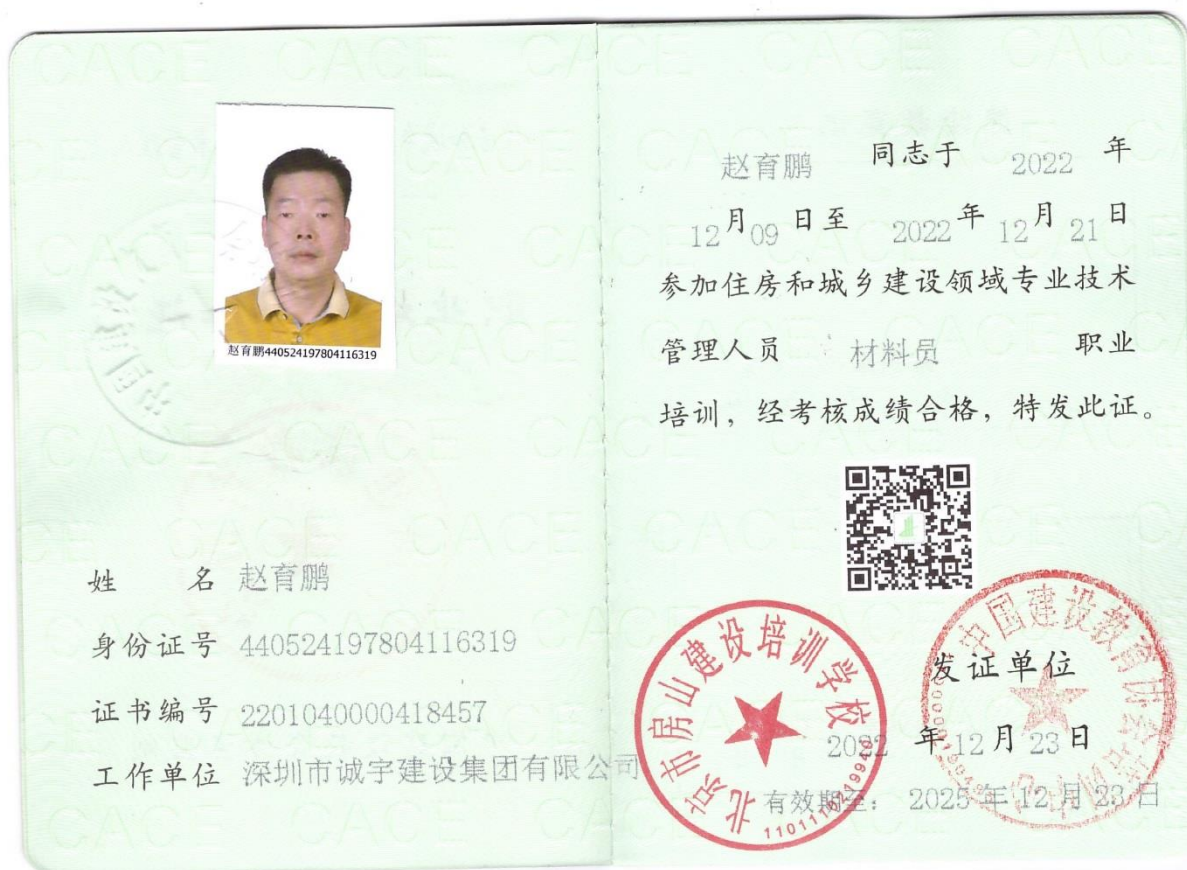 赵育鹏440524197804116319
姓 名 赵育鹏
身份证号 440524197804116319
证书编号 2201040000418457
工作单位 深圳市诚宇建设集团有限公司
赵育鹏 同志于 2022 年
12月09日至 2022年12月21日
参加住房和城乡建设领域专业技术
管理人员 材料员 职业
培训，经考核成绩合格，特发此证。
北京市房山建设培训学校
中国建设教育协会培训中心
发证单位
2022 年12月23日
有效期至： 2025年12月23日
CACE